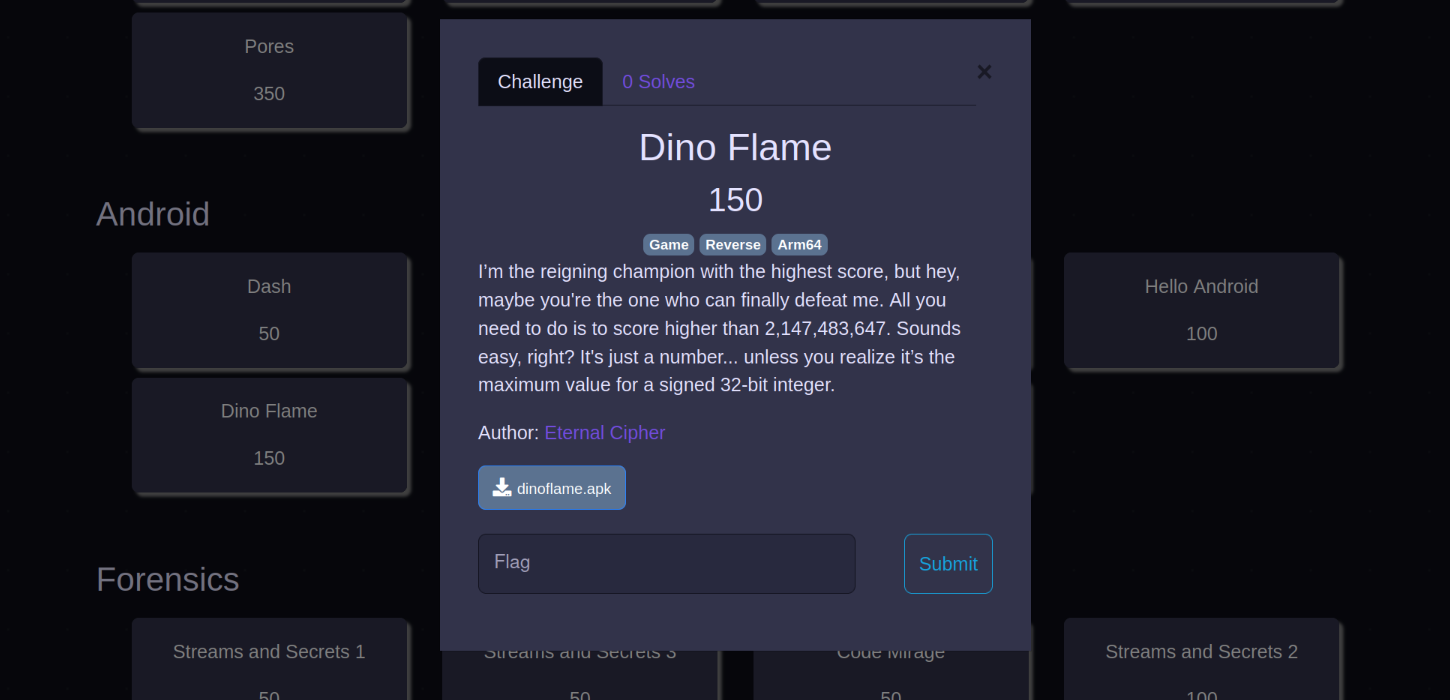 Pores
350
Challenge
0 Solves
×
Dino Flame
150
Game Reverse Arm64
I’m the reigning champion with the highest score, but hey,
maybe you're the one who can finally defeat me. All you
need to do is to score higher than 2,147,483,647. Sounds
easy, right? It's just a number... unless you realize it’s the
maximum value for a signed 32-bit integer.
Author: Eternal Cipher
dinoflame.apk
Flag
Submit
Android
Dash
50
Hello Android
100
Dino Flame
150
Forensics
Streams and Secrets 1
50
Streams and Secrets 3
50
Code Mirage
50
Streams and Secrets 2
100